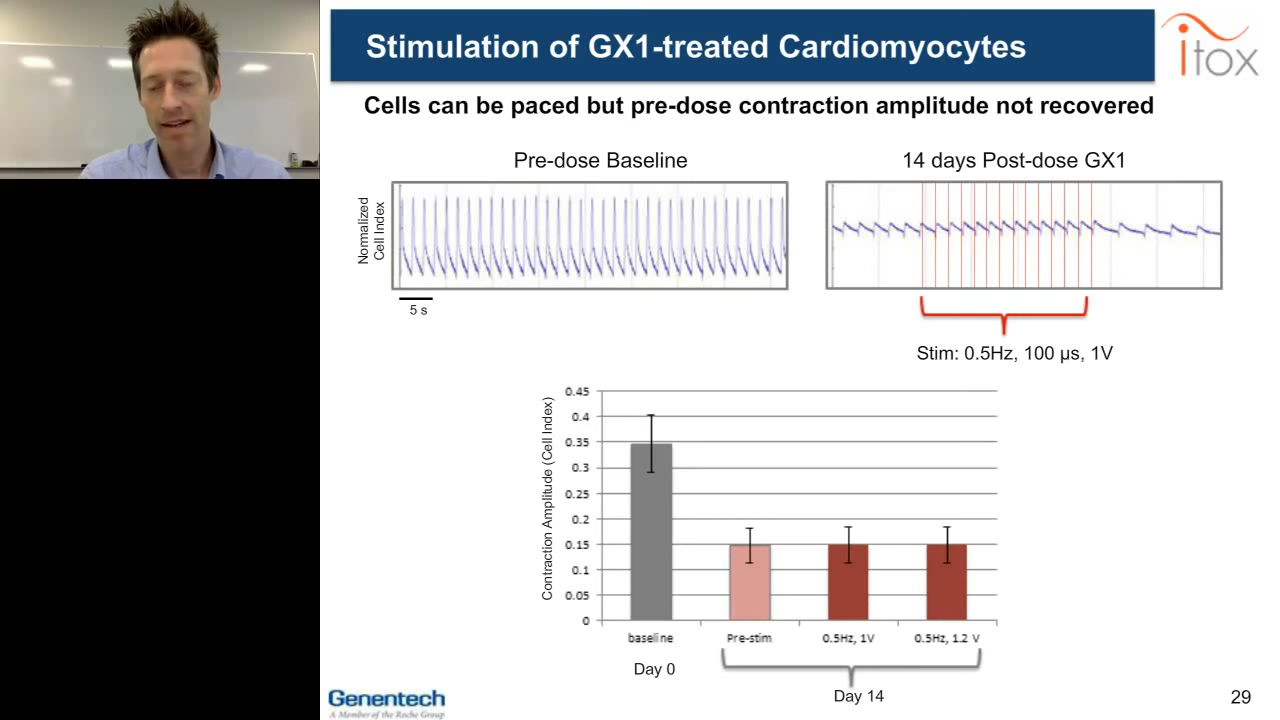 Stimulation of GX1-treated Cardiomyocytes
itox
Cells can be paced but pre-dose contraction amplitude not recovered
Pre-dose Baseline
14 days Post-dose GX1
Normalized
Cell Index
5 s
Stim: 0.5Hz, 100 µs, 1V
Contraction Amplitude (Cell Index)
0.45
0.4
0.35
0.3
0.25
0.2
0.15
0.1
0.05
0
baseline
Pre-stim
0.5Hz, 1V
0.5Hz, 1.2 V
Day 0
Day 14
Genentech
A Member of the Roche Group
29